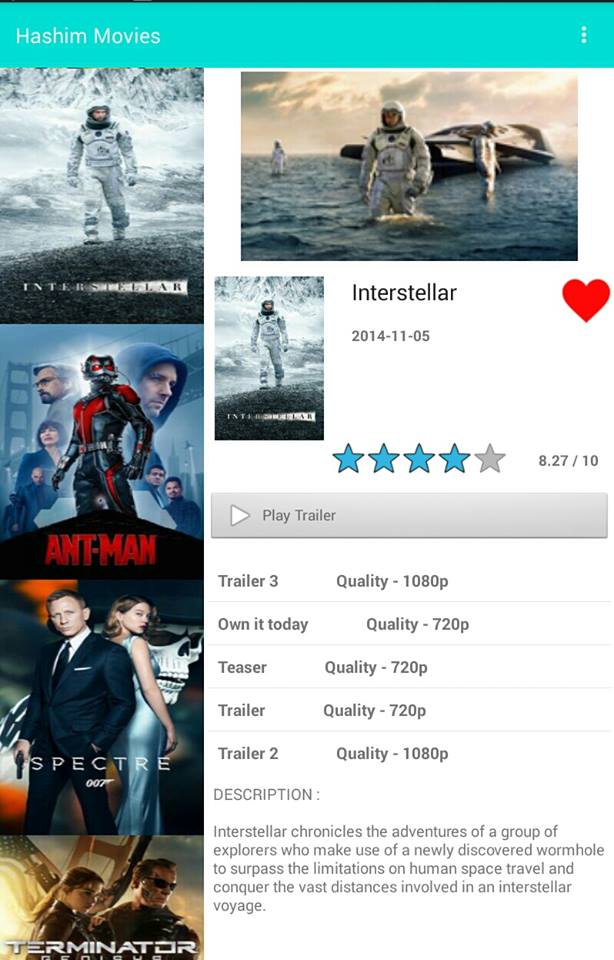 Hashim Movies
INTERSTELLAR
ANT-MAN
SPECTRE
007
TERMINATOR
GENISYS
Interstellar
2014-11-05
INTERSTELLAR
8.27 / 10
Play Trailer
Trailer 3 Quality - 1080p
Own it today Quality - 720p
Teaser Quality - 720p
Trailer Quality - 720p
Trailer 2 Quality - 1080p
DESCRIPTION :
Interstellar chronicles the adventures of a group of
explorers who make use of a newly discovered wormhole
to surpass the limitations on human space travel and
conquer the vast distances involved in an interstellar
voyage.